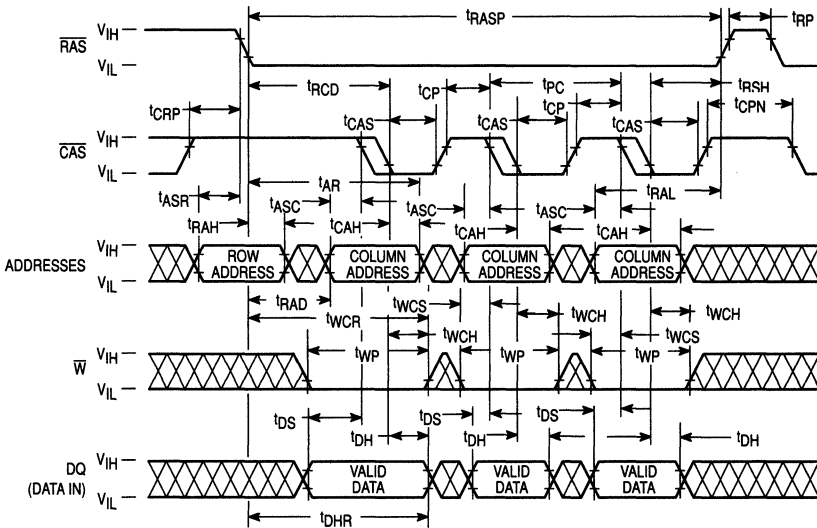 tRASP
tRP
RAS
VIH
VIL
tRCD
tCP
tPC
tRSH
tCRP
tCP
tCPN
tCAS
tCAS
tCAS
CAS
VIH
VIL
tAR
tRAL
tASR
tASC
tASC
tASC
tRAH
tCAH
tCAH
tCAH
ADDRESSES
VIH
VIL
ROW ADDRESS
COLUMN ADDRESS
COLUMN ADDRESS
COLUMN ADDRESS
tRAD
tWCS
tWCR
tWCH
tWCH
tWCS
tWCH
W
VIH
VIL
tWP
tWP
tWP
tDS
tDS
tDS
tDH
tDH
tDH
DQ
(DATA IN)
VIH
VIL
VALID DATA
VALID DATA
VALID DATA
tDHR